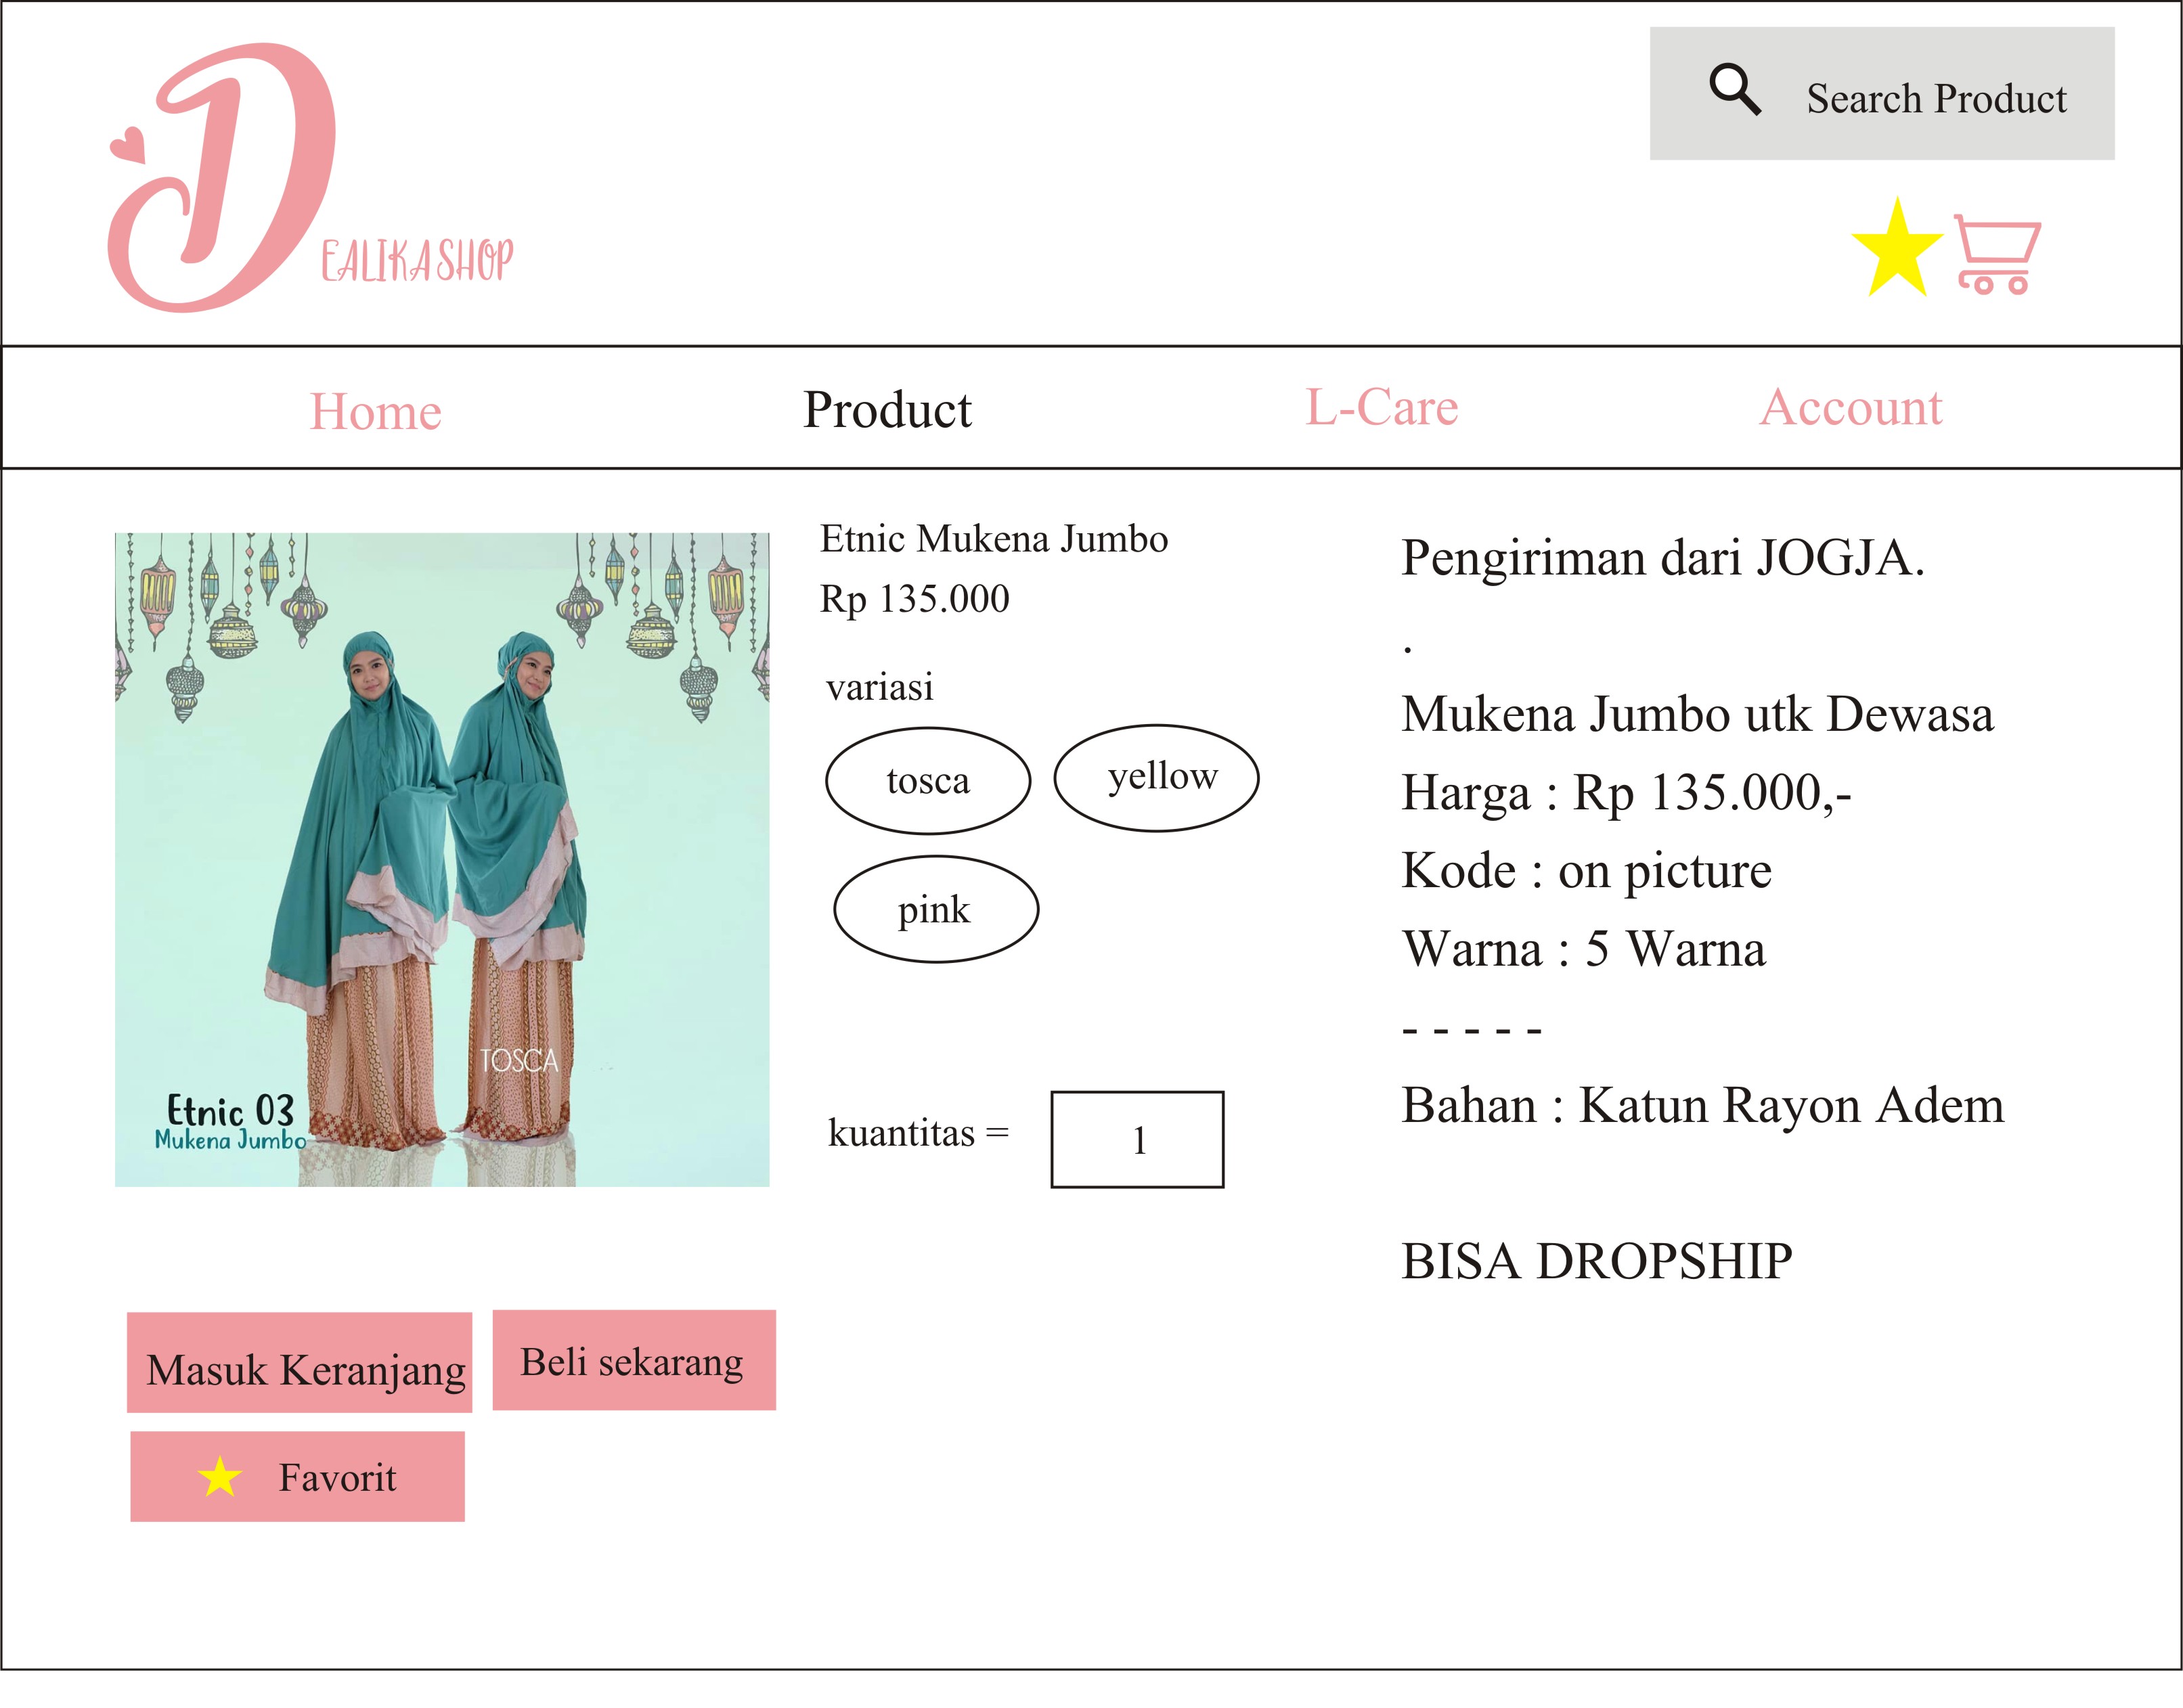 DEALIKA SHOP
Search Product
Home Product L-Care Account
TOSCA
Etnic 03
Mukena Jumbo
Etnic Mukena Jumbo
Rp 135.000
variasi
tosca yellow
pink
kuantitas = 1
Pengiriman dari JOGJA.
.
Mukena Jumbo utk Dewasa
Harga : Rp 135.000,-
Kode : on picture
Warna : 5 Warna
- - - - -
Bahan : Katun Rayon Adem
BISA DROPSHIP
Masuk Keranjang Beli sekarang
Favorit